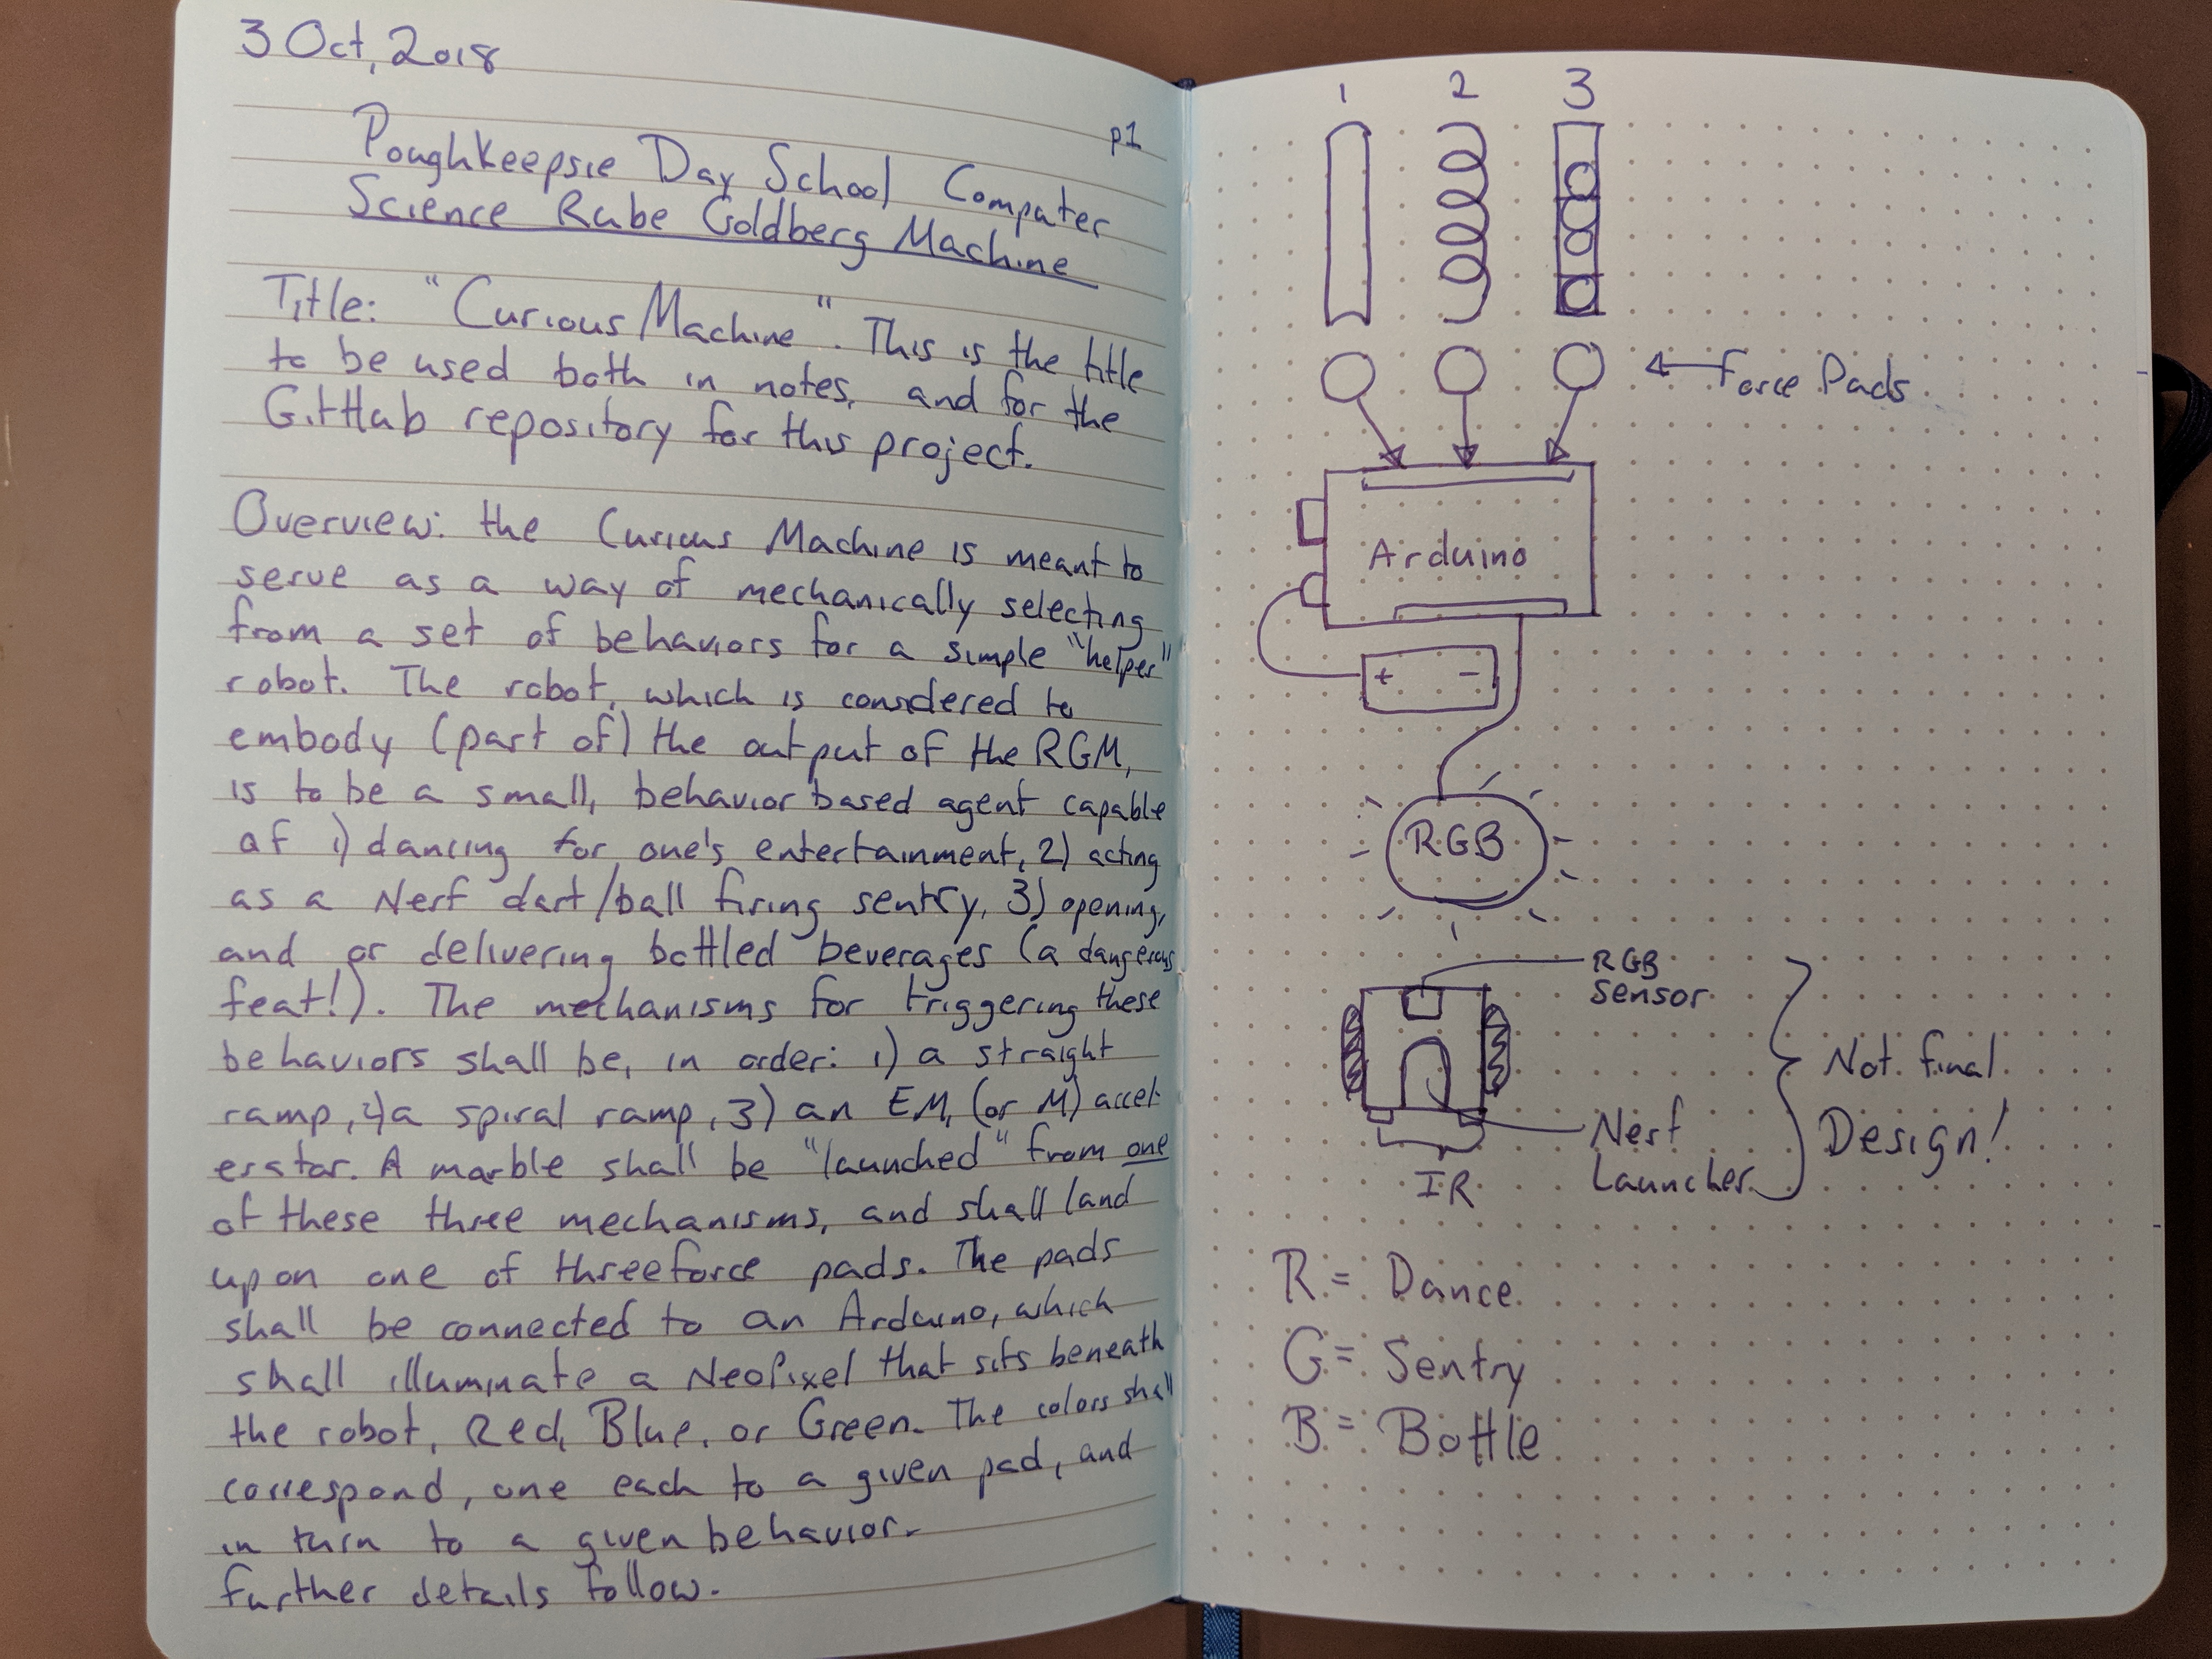 3 Oct, 2018
p1
Poughkeepsie Day School Computer
Science Rube Goldberg Machine
Title: "Curious Machine". This is the title
to be used both in notes, and for the
GitHub repository for this project.
Overview: the Curious Machine is meant to
serve as a way of mechanically selecting
from a set of behaviors for a simple "helper"
robot. The robot, which is considered to
embody (part of) the output of the RGM,
is to be a small, behavior based agent capable
of 1) dancing for one's entertainment, 2) acting
as a Nerf dart/ball firing sentry, 3) opening,
and or delivering bottled beverages (a dangerous
feat!). The mechanisms for triggering these
behaviors shall be, in order: 1) a straight
ramp, 2) a spiral ramp, 3) an EM, (or M) accel-
erator. A marble shall be "launched" from one
of these three mechanisms, and shall land
upon one of three force pads. The pads
shall be connected to an Arduino, which
shall illuminate a NeoPixel that sits beneath
the robot, Red, Blue, or Green. The colors shall
correspond, one each to a given pad, and
in turn to a given behavior.
further details follow.
1 2 3
Force Pads
Arduino
+ -
RGB
RGB
Sensor
Nerf
Launcher
IR
Not final
Design!
R = Dance
G = Sentry
B = Bottle